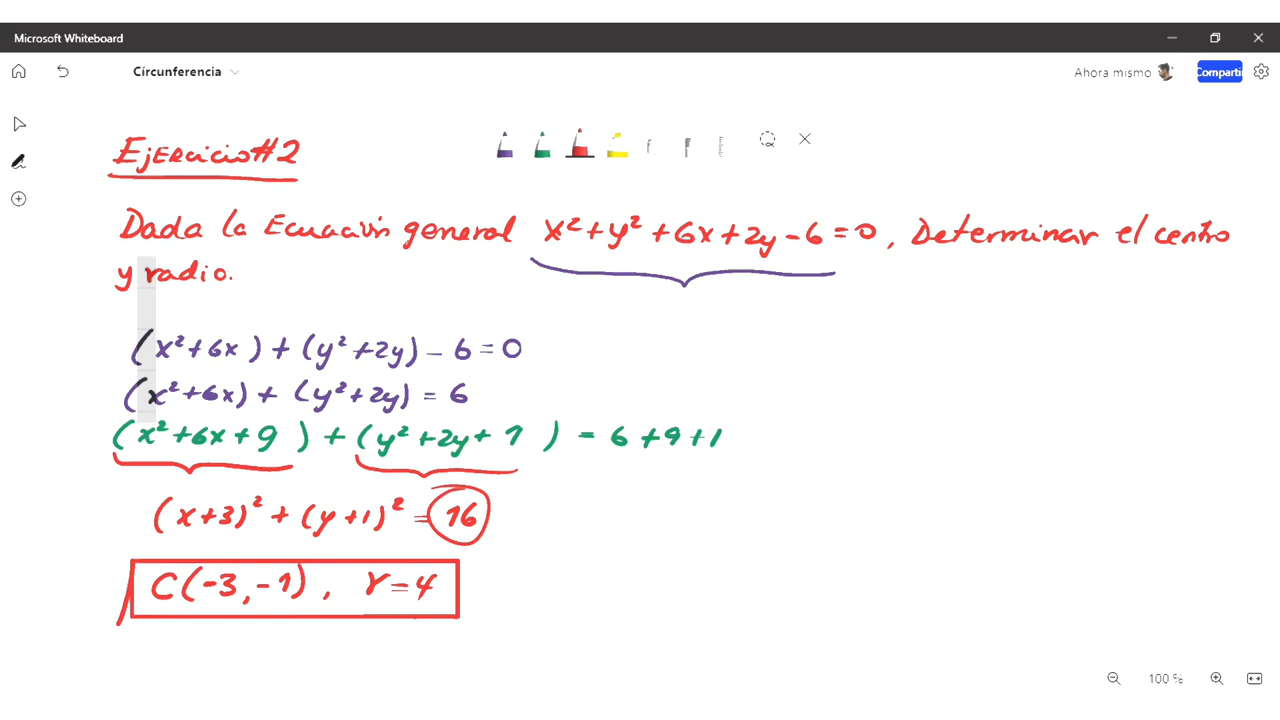 Microsoft Whiteboard
Círcunferencia
Ahora mismo
Comparti
EjERcicio#2
Dada la Ecuación general x²+y²+6x+2y-6=0, Determinar el centro
y radio.
(x²+6x)+(y²+2y)-6=0
(x²+6x)+(y²+2y)=6
(x²+6x+9)+(y²+2y+1)=6+9+1
(x+3)²+(y+1)²=16
C(-3,-1), r=4
100 %